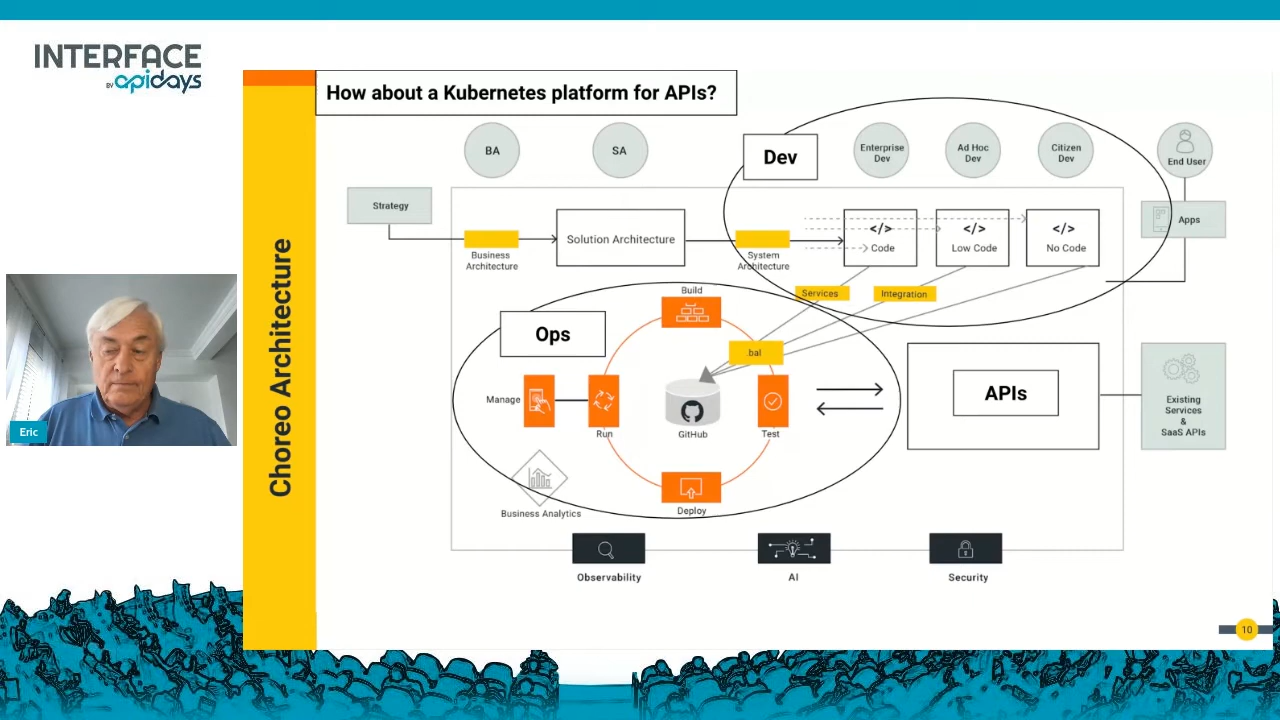 INTERFACE
BY apidays
How about a Kubernetes platform for APIs?
Choreo Architecture
BA
SA
Dev
Enterprise
Dev
Ad Hoc
Dev
Citizen
Dev
End User
Strategy
Business
Architecture
Solution Architecture
System
Architecture
</>
Code
</>
Low Code
</>
No Code
Apps
Services
Integration
Ops
Build
.bal
Manage
Run
GitHub
Test
Deploy
Business Analytics
APIs
Existing
Services
&
SaaS APIs
Observability
AI
Security
Eric
10